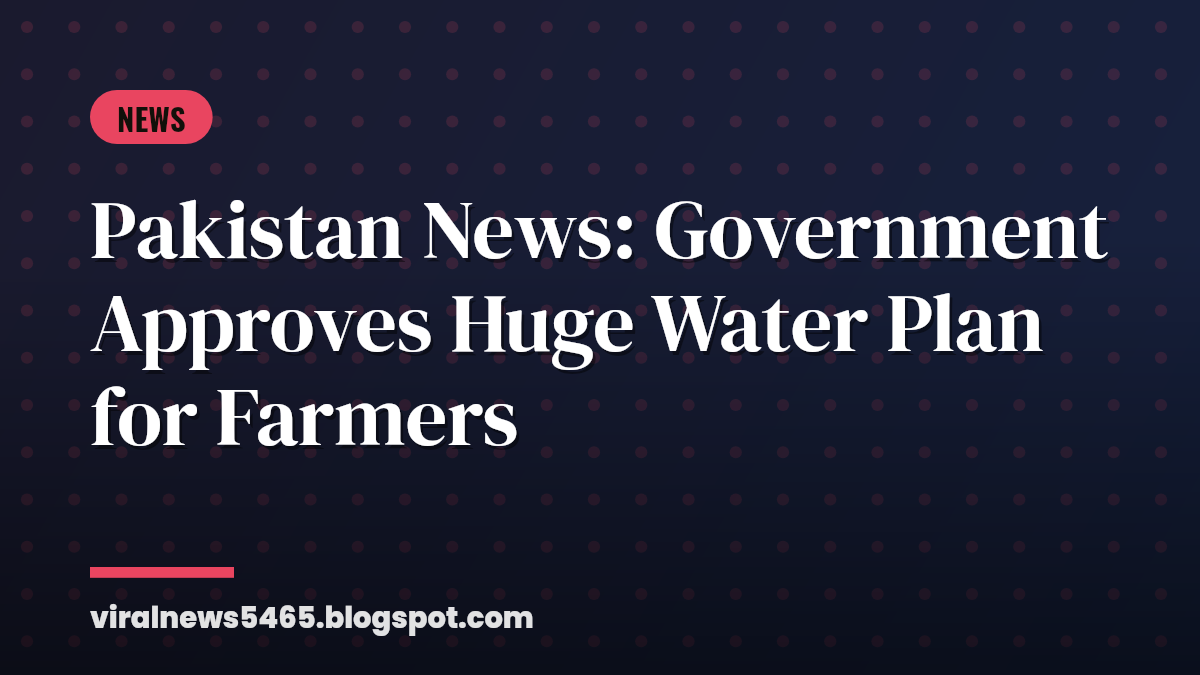 NEWS
Pakistan News: Government
Approves Huge Water Plan
for Farmers
viralnews5465.blogspot.com